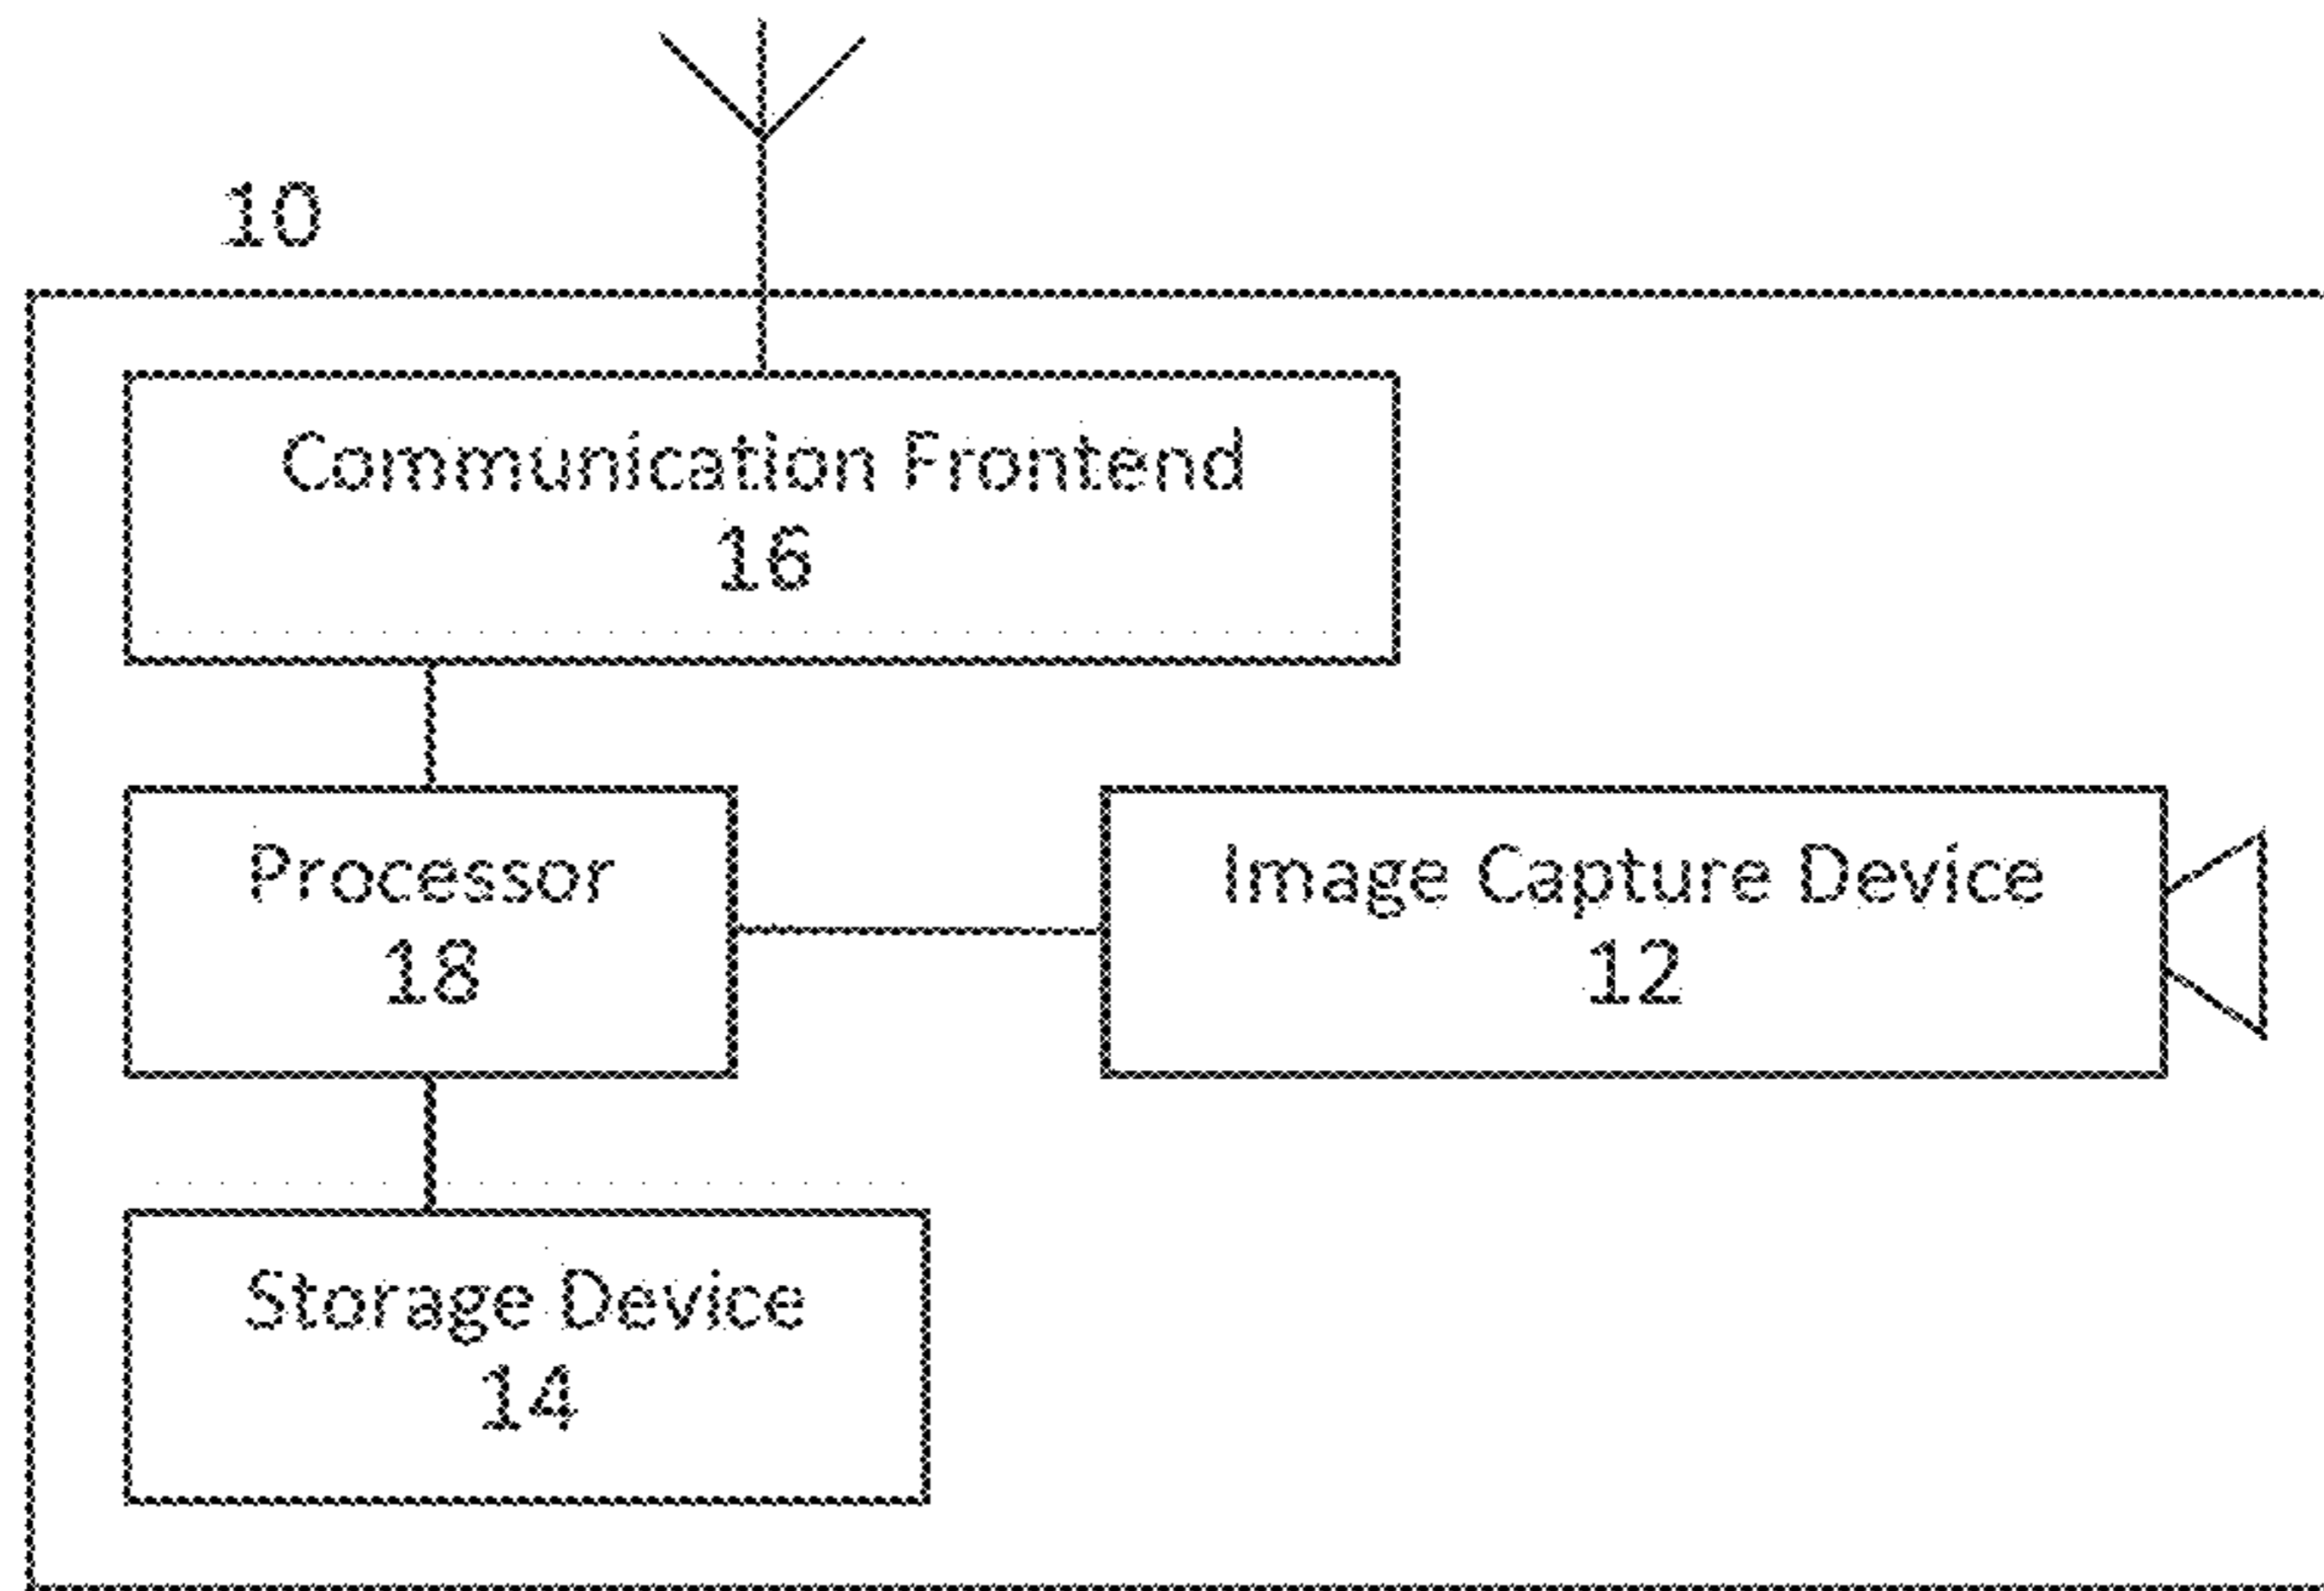 10
Communication Frontend
16
Processor
18
Image Capture Device
12
Storage Device
14